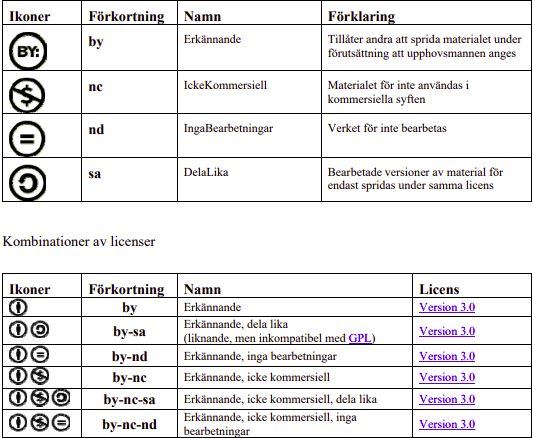 Ikoner Förkortning Namn Förklaring
BY: by Erkännande Tillåter andra att sprida materialet under
förutsättning att upphovsmannen anges
nc IckeKommersiell Materialet för inte användas i
kommersiella syften
nd IngaBearbetningar Verket för inte bearbetas
sa DelaLika Bearbetade versioner av material för
endast spridas under samma licens
Kombinationer av licenser
Ikoner Förkortning Namn Licens
by Erkännande Version 3.0
by-sa Erkännande, dela lika
(liknande, men inkompatibel med GPL) Version 3.0
by-nd Erkännande, inga bearbetningar Version 3.0
by-nc Erkännande, icke kommersiell Version 3.0
by-nc-sa Erkännande, icke kommersiell, dela lika Version 3.0
by-nc-nd Erkännande, icke kommersiell, inga
bearbetningar Version 3.0